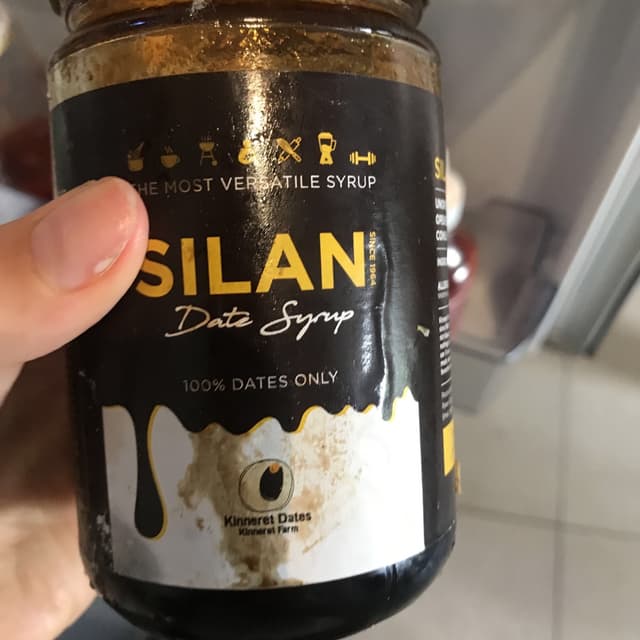 THE MOST VERSATILE SYRUP
SILAN
SINCE 1964
Date Syrup
100% DATES ONLY
Kinneret Dates
Kinneret Farm